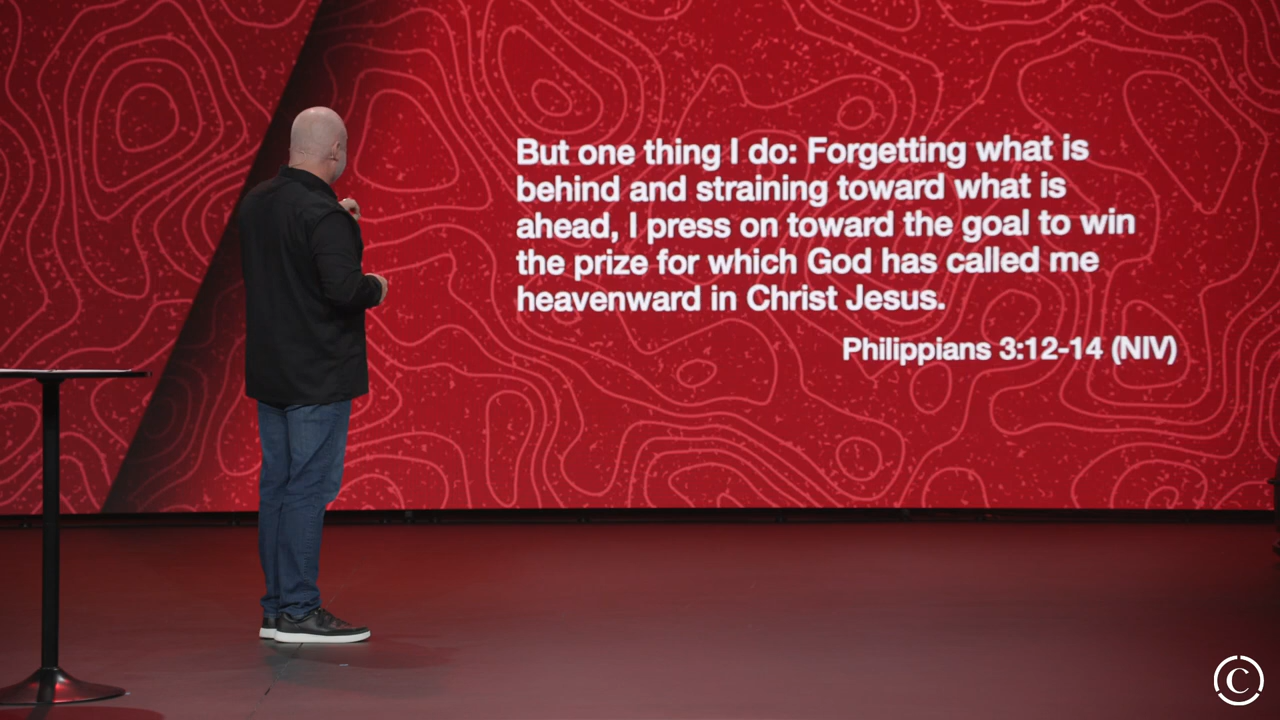 But one thing I do: Forgetting what is
behind and straining toward what is
ahead, I press on toward the goal to win
the prize for which God has called me
heavenward in Christ Jesus.
Philippians 3:12-14 (NIV)
C